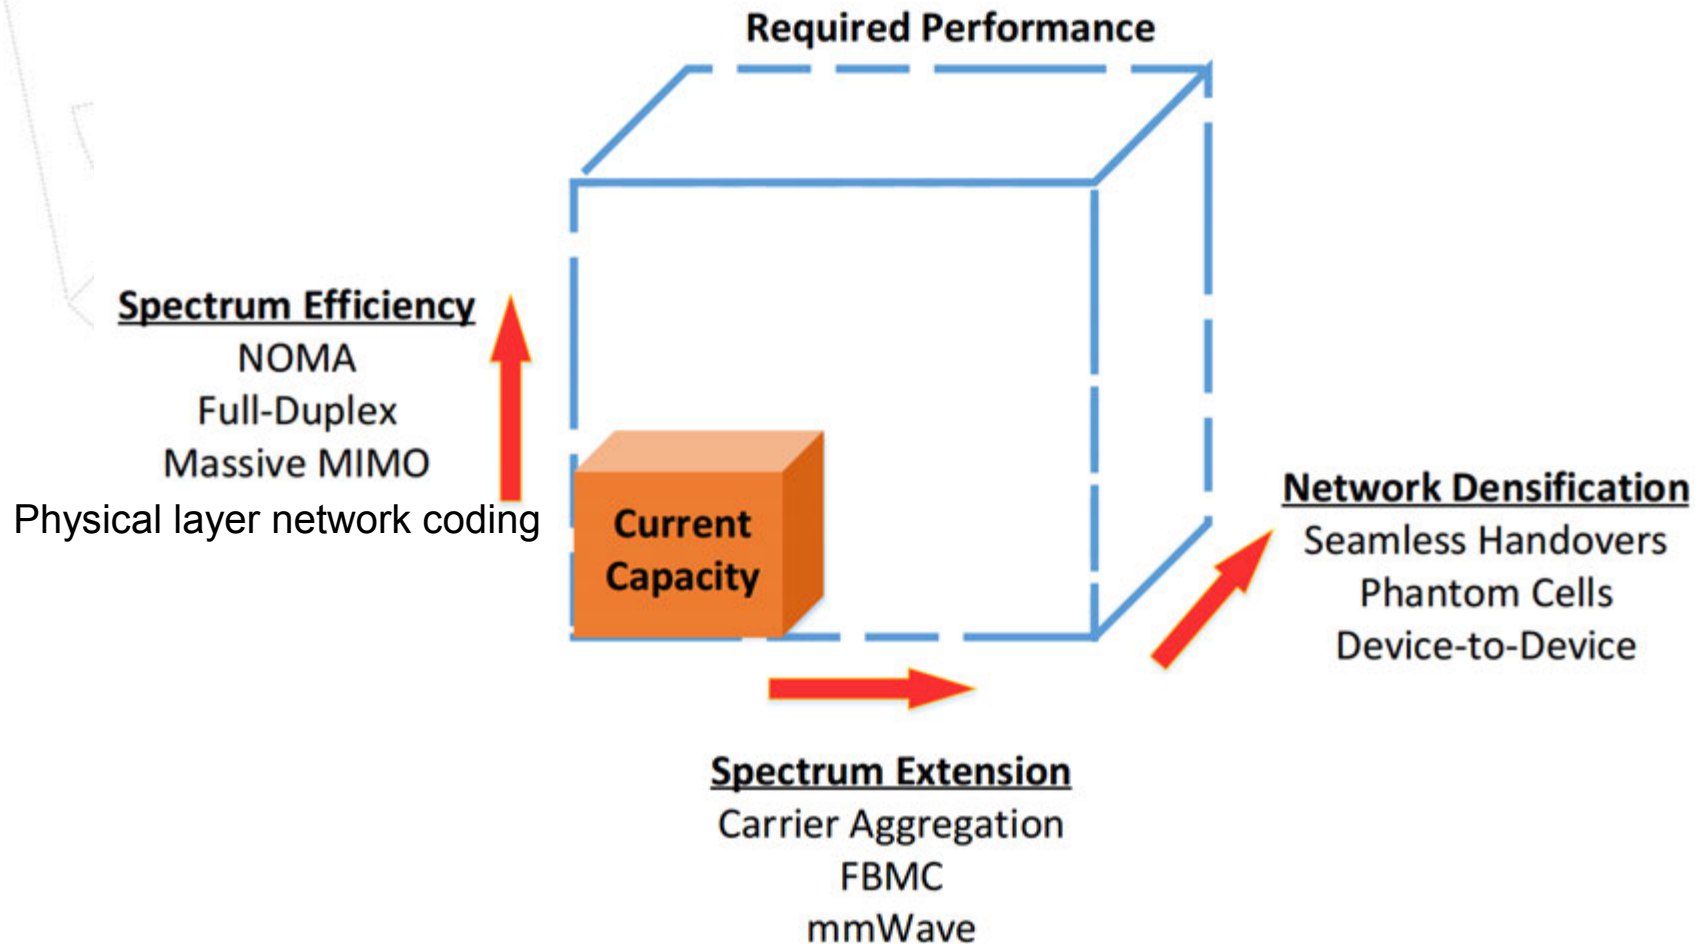 Required Performance
Spectrum Efficiency
NOMA
Full-Duplex
Massive MIMO
Physical layer network coding
Current
Capacity
Network Densification
Seamless Handovers
Phantom Cells
Device-to-Device
Spectrum Extension
Carrier Aggregation
FBMC
mmWave